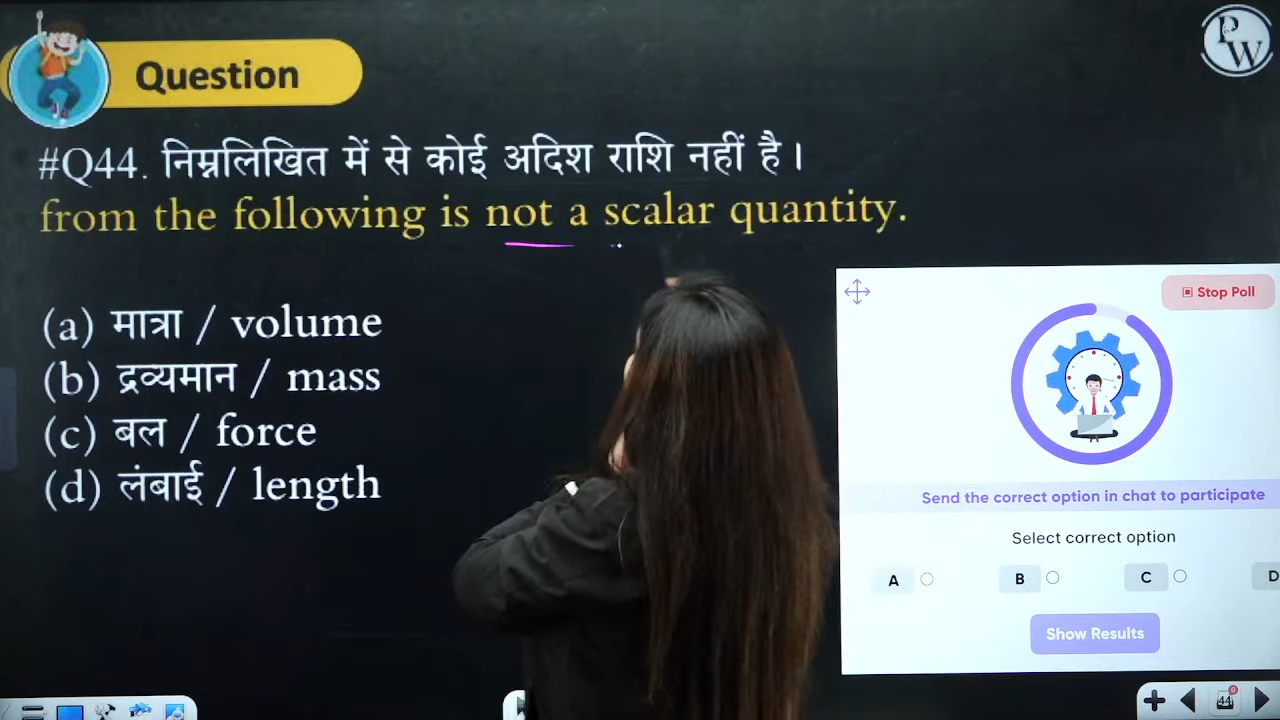 Question
PW
#Q44. निम्नलिखित में से कोई अदिश राशि नहीं है।
from the following is not a scalar quantity.
(a) मात्रा / volume
(b) द्रव्यमान / mass
(c) बल / force
(d) लंबाई / length
Stop Poll
Send the correct option in chat to participate
Select correct option
A B C D
Show Results
44